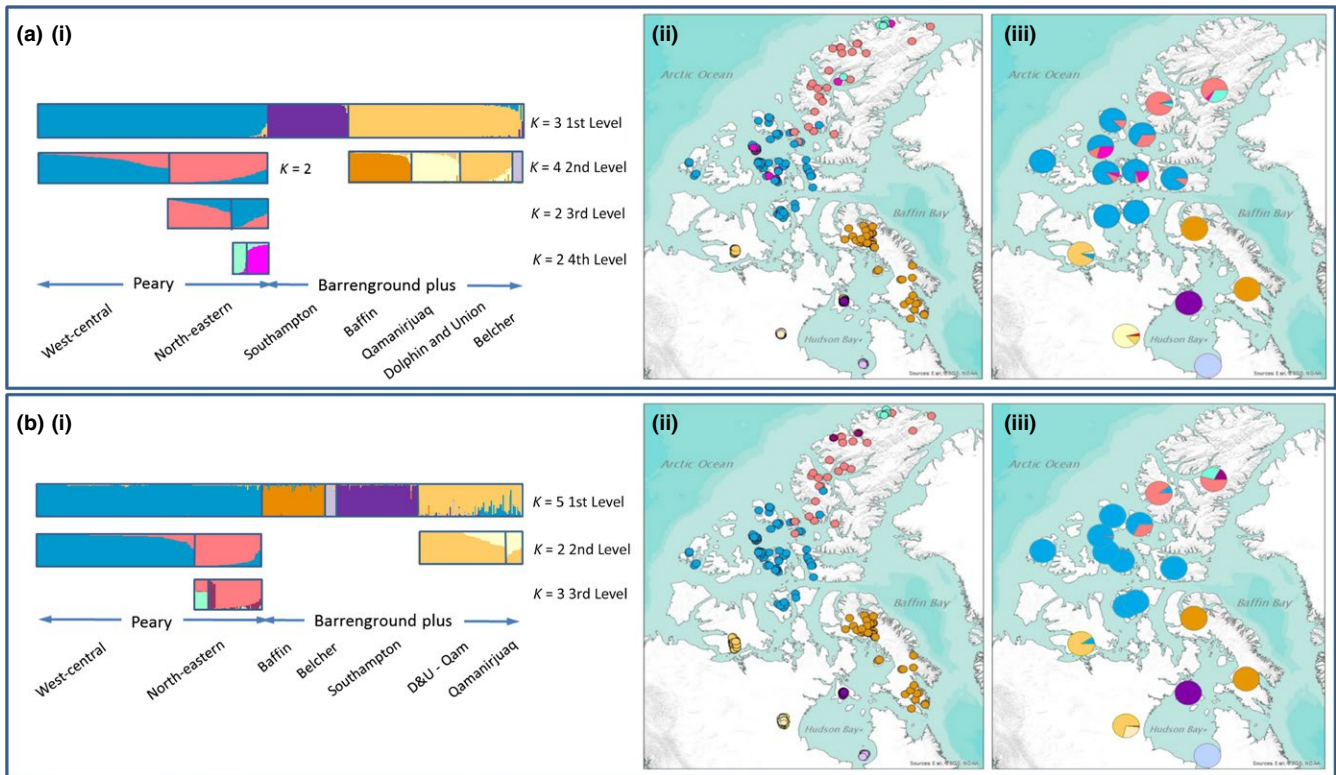 (a) (i)
K = 3 1st Level
K = 4 2nd Level
K = 2
K = 2 3rd Level
K = 2 4th Level
Peary
Barrenground plus
West-central
North-eastern
Southampton
Baffin
Qamanirjuaq
Dolphin and Union
Belcher
(ii)
Arctic Ocean
Baffin Bay
Hudson Bay
(iii)
Arctic Ocean
Baffin Bay
Hudson Bay
(b) (i)
K = 5 1st Level
K = 2 2nd Level
K = 3 3rd Level
Peary
Barrenground plus
West-central
North-eastern
Baffin
Belcher
Southampton
D&U - Qam
Qamanirjuaq
(ii)
Arctic Ocean
Baffin Bay
Hudson Bay
(iii)
Arctic Ocean
Baffin Bay
Hudson Bay